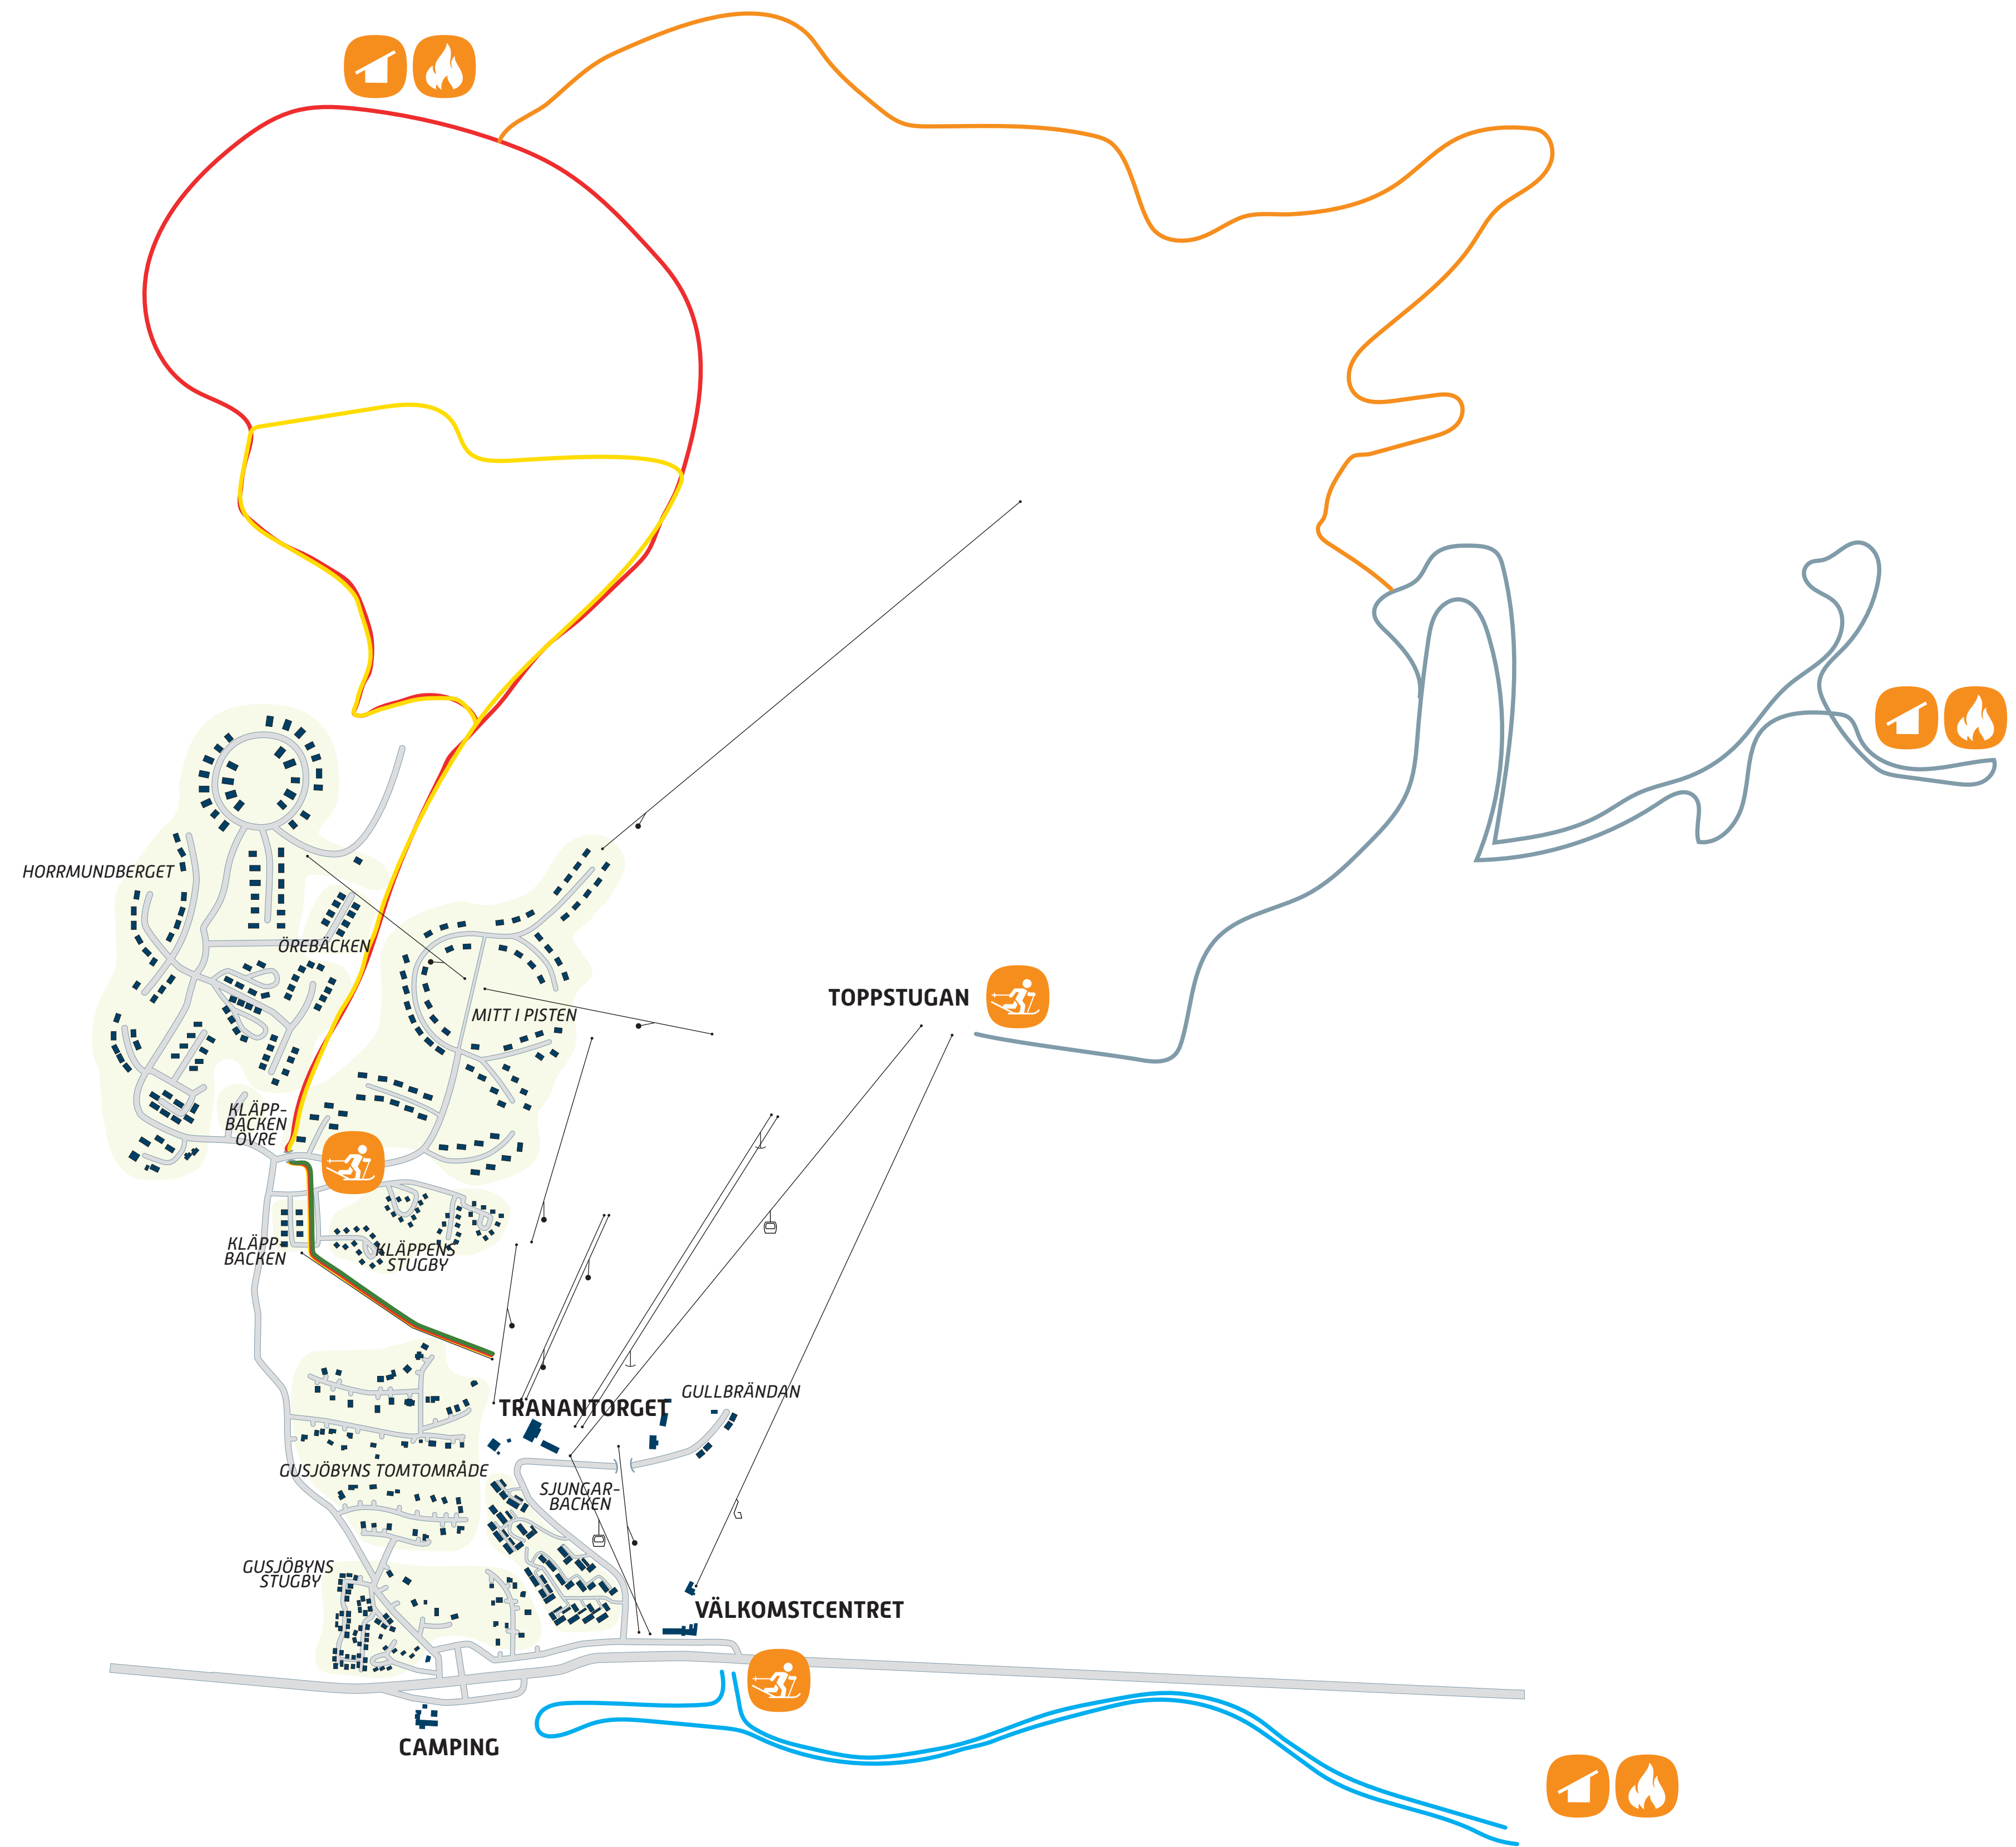 HORRMUNDBERGET
ÖREBÄCKEN
TOPPSTUGAN
MITT I PISTEN
KLÄPP-
BACKEN
ÖVRE
KLÄPP-
BACKEN
KLÄPPENS
STUGBY
GULLBRÄNDAN
TRANANTORGET
GUSJÖBYNS TOMTOMRÅDE
SJUNGAR-
BACKEN
GUSJÖBYNS
STUGBY
VÄLKOMSTCENTRET
CAMPING